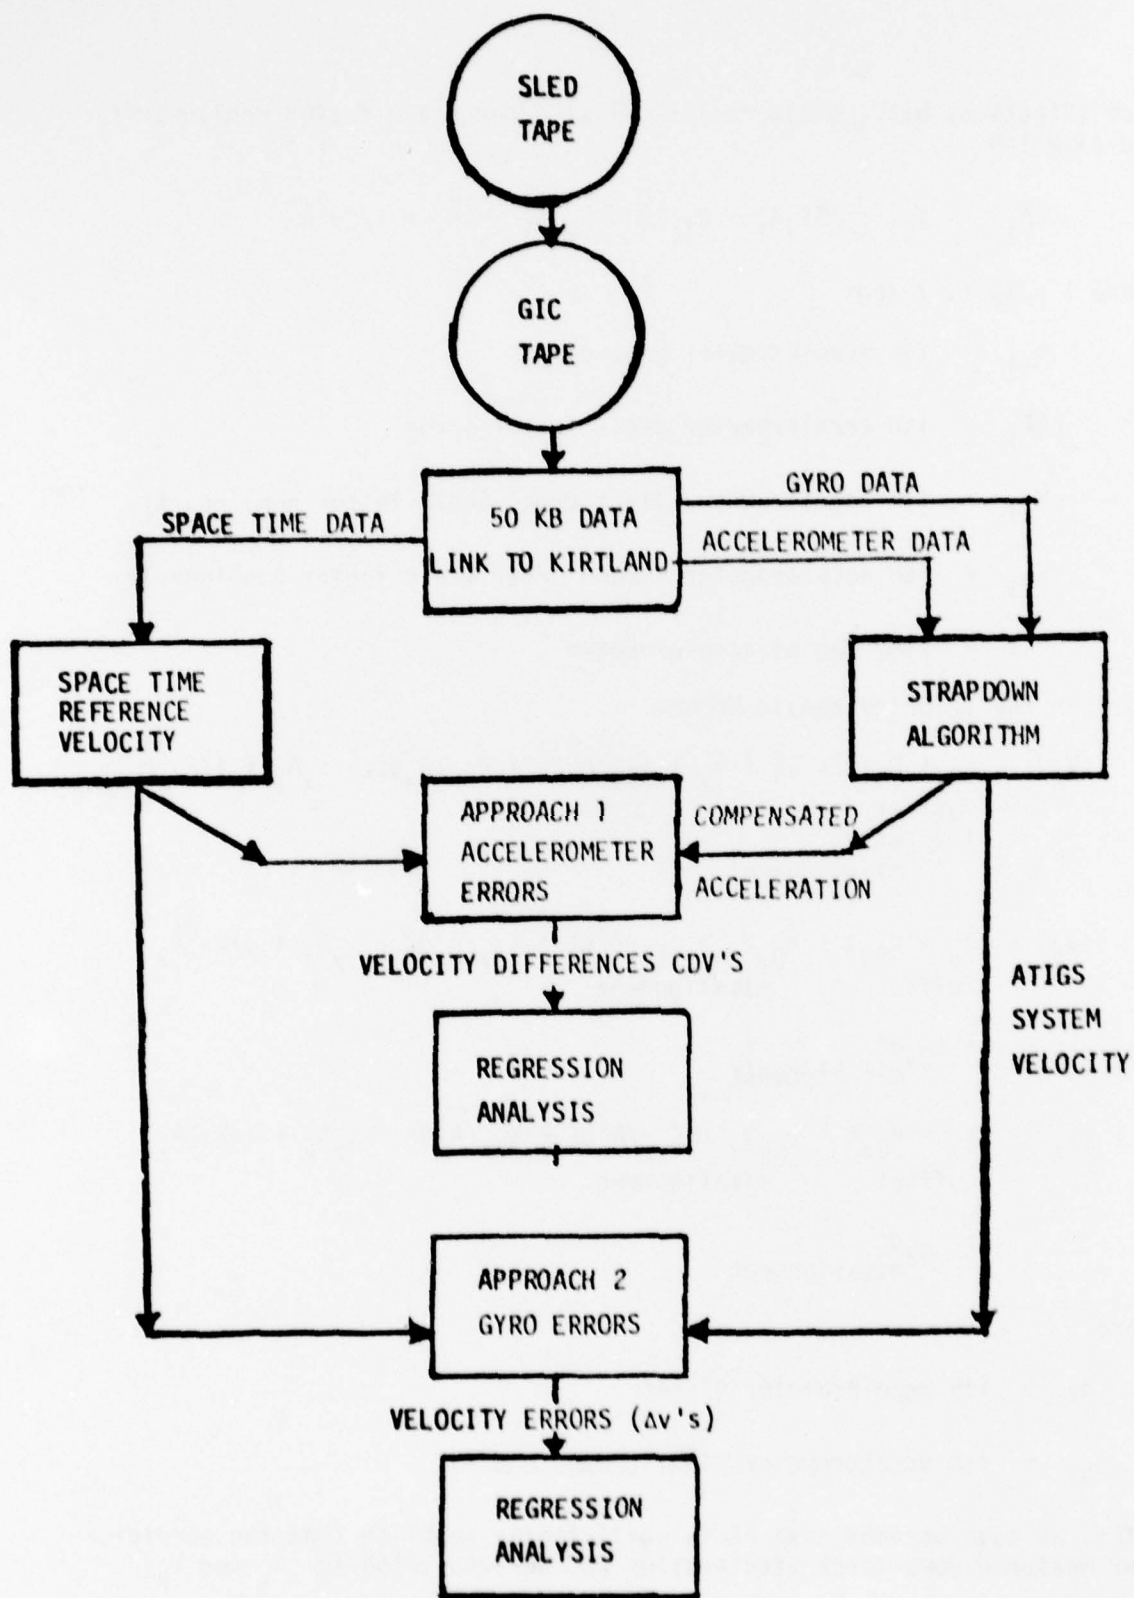 SLED
TAPE
GIC
TAPE
GYRO DATA
SPACE TIME DATA
50 KB DATA
LINK TO KIRTLAND
ACCELEROMETER DATA
SPACE TIME
REFERENCE
VELOCITY
STRAPDOWN
ALGORITHM
APPROACH 1
ACCELEROMETER
ERRORS
COMPENSATED
ACCELERATION
VELOCITY DIFFERENCES CDV'S
ATIGS
SYSTEM
VELOCITY
REGRESSION
ANALYSIS
APPROACH 2
GYRO ERRORS
VELOCITY ERRORS (Δv's)
REGRESSION
ANALYSIS